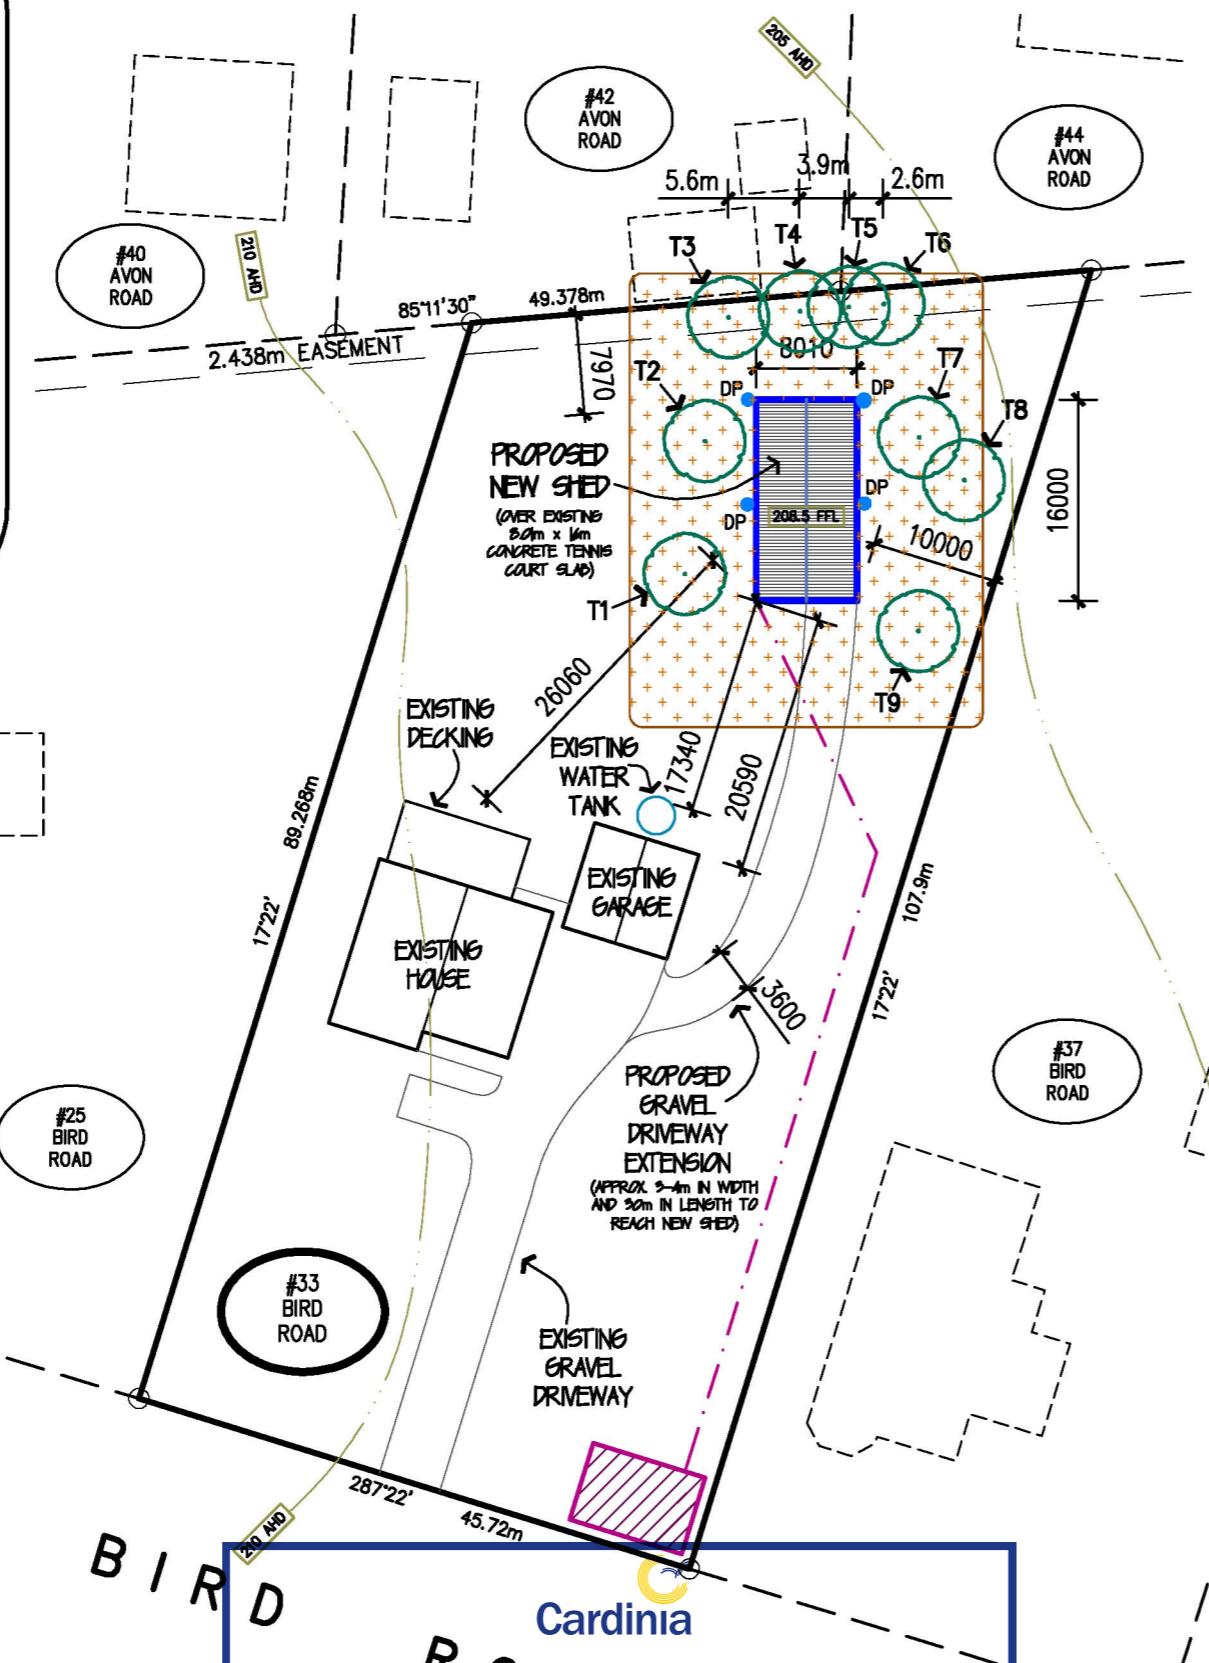 205 AHD
#42
AVON
ROAD
#44
AVON
ROAD
5.6m
3.9m
2.6m
#40
AVON
ROAD
210 AHD
T3
T4
T5
T6
85°11'30"
49.378m
2.438m EASEMENT
7970
8010
T2
DP
DP
T7
T8
PROPOSED
NEW SHED
(OVER EXISTING
8.01m x 16m
CONCRETE TENNIS
COURT SLAB)
DP
DP
208.5 FFL
16000
10000
T1
T9
26060
EXISTING
DECKING
EXISTING
WATER
TANK
17340
20590
89.268m
17°22'
EXISTING
GARAGE
EXISTING
HOUSE
107.9m
17°22'
3600
#37
BIRD
ROAD
PROPOSED
GRAVEL
DRIVEWAY
EXTENSION
(APPROX. 3-4m IN WIDTH
AND 30m IN LENGTH TO
REACH NEW SHED)
#25
BIRD
ROAD
#33
BIRD
ROAD
EXISTING
GRAVEL
DRIVEWAY
287°22'
45.72m
210 AHD
BIRD
Cardinia